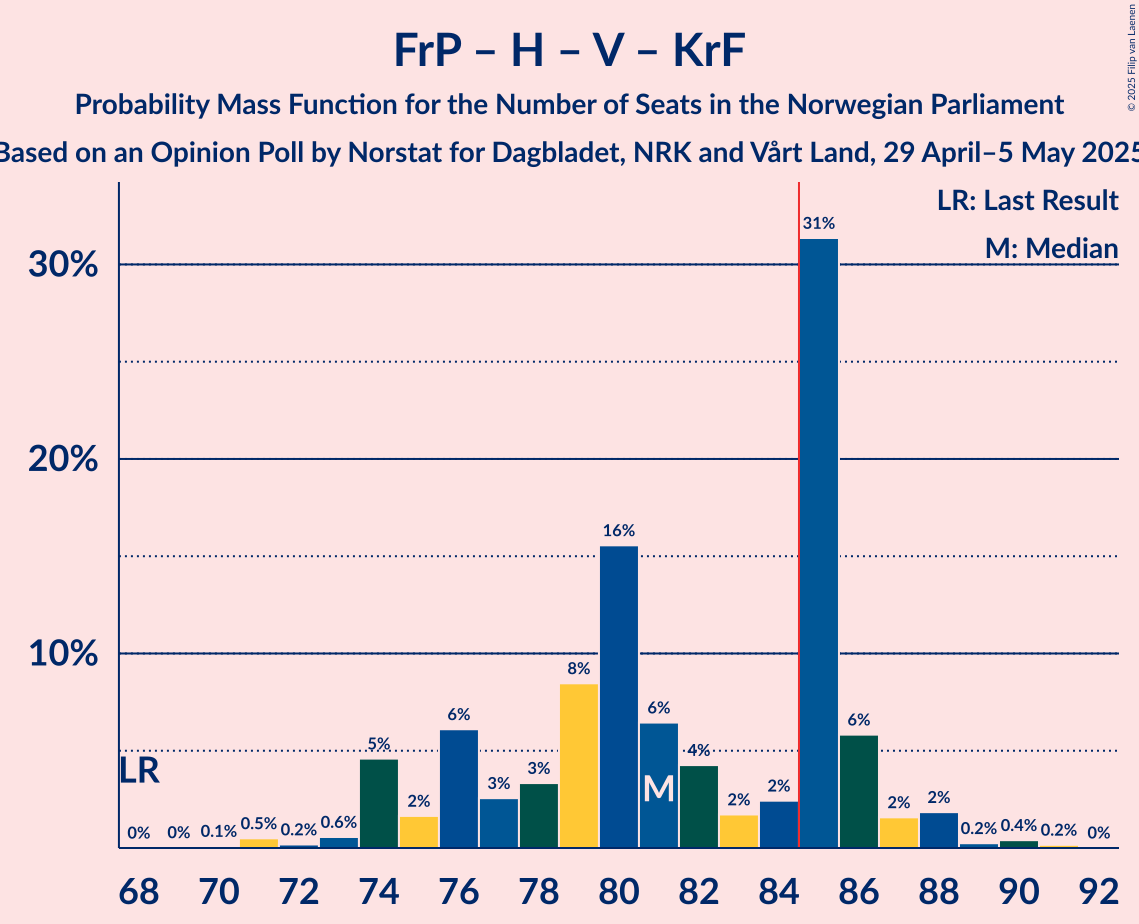 FrP – H – V – KrF
Probability Mass Function for the Number of Seats in the Norwegian Parliament
Based on an Opinion Poll by Norstat for Dagbladet, NRK and Vårt Land, 29 April–5 May 2025
© 2025 Filip van Laenen
LR: Last Result
M: Median
30%
20%
10%
LR
M
0% 0% 0.1% 0.5% 0.2% 0.6% 5% 2% 6% 3% 3% 8% 16% 6% 4% 2% 2% 31% 6% 2% 2% 0.2% 0.4% 0.2% 0%
68 70 72 74 76 78 80 82 84 86 88 90 92